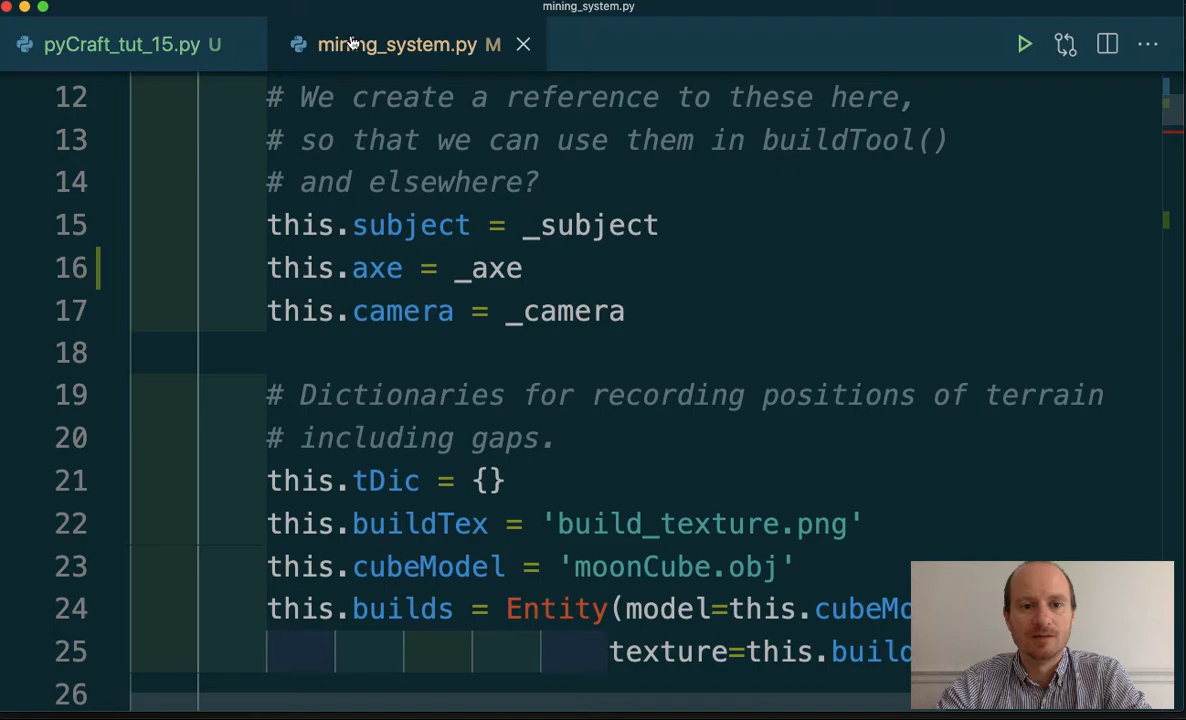 mining_system.py
pyCraft_tut_15.py U mining_system.py M
12 # We create a reference to these here,
13 # so that we can use them in buildTool()
14 # and elsewhere?
15 this.subject = _subject
16 this.axe = _axe
17 this.camera = _camera
18
19 # Dictionaries for recording positions of terrain
20 # including gaps.
21 this.tDic = {}
22 this.buildTex = 'build_texture.png'
23 this.cubeModel = 'moonCube.obj'
24 this.builds = Entity(model=this.cubeMo
25 texture=this.build
26